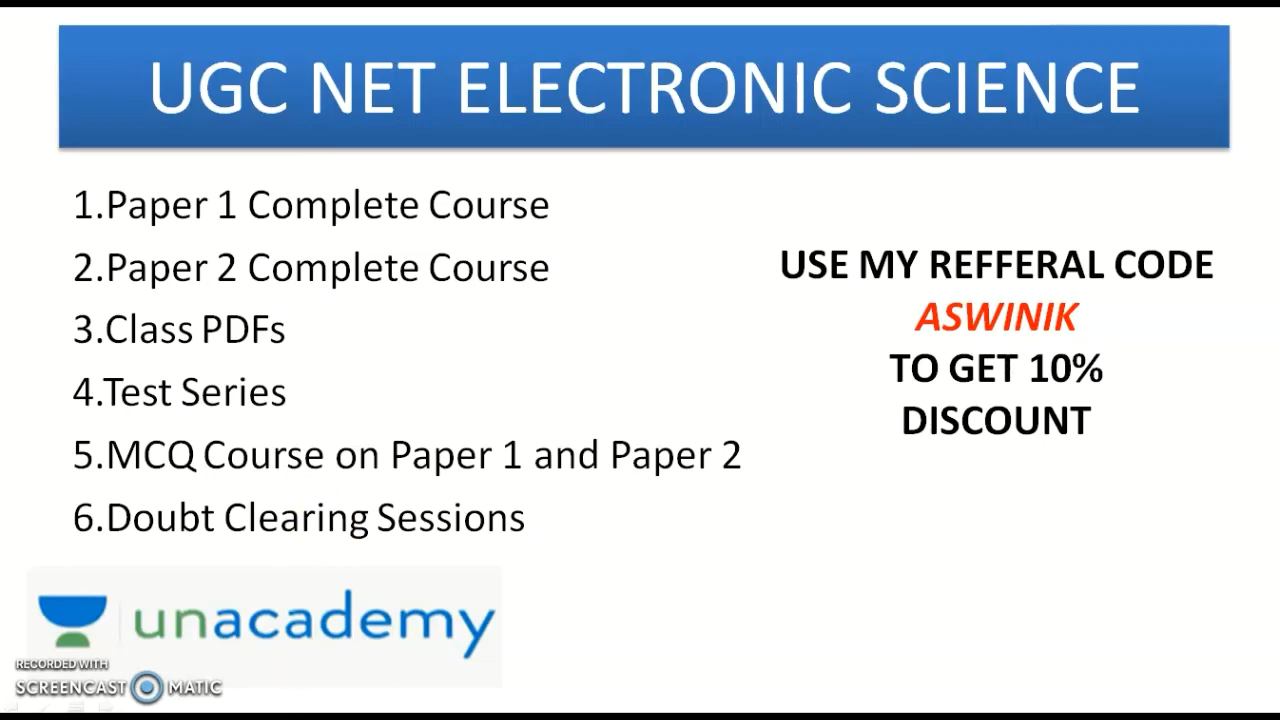 UGC NET ELECTRONIC SCIENCE
1.Paper 1 Complete Course
2.Paper 2 Complete Course
3.Class PDFs
4.Test Series
5.MCQ Course on Paper 1 and Paper 2
6.Doubt Clearing Sessions
USE MY REFFERAL CODE
ASWINIK
TO GET 10%
DISCOUNT
unacademy
RECORDED WITH
SCREENCAST MATIC